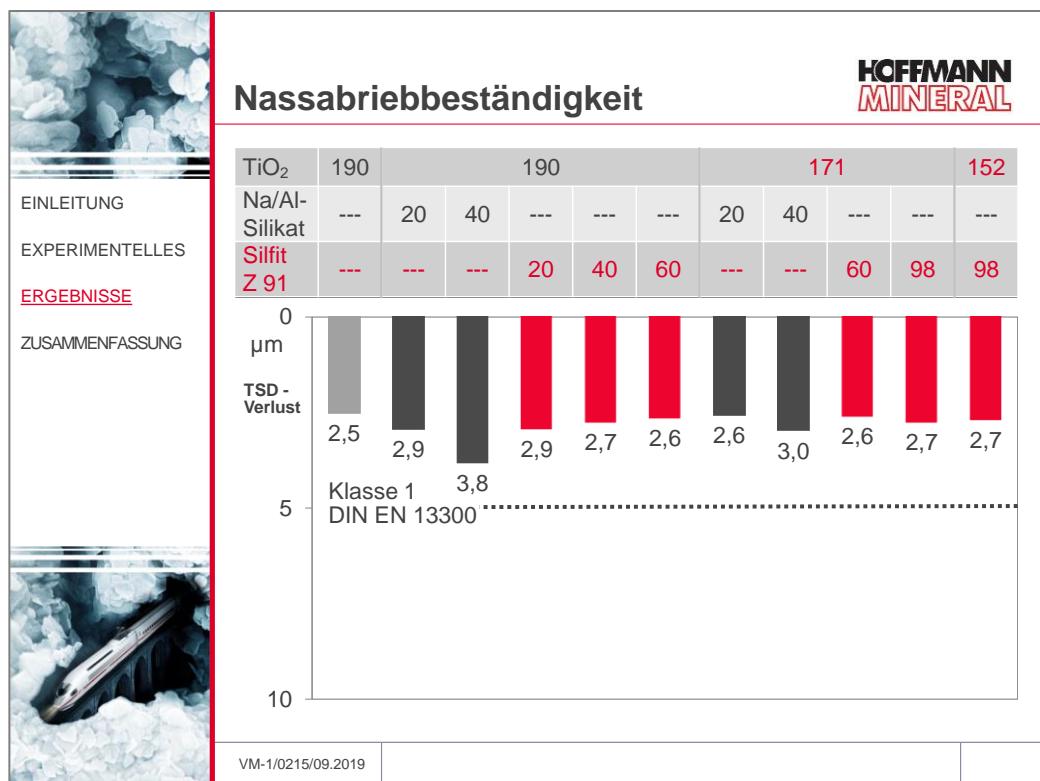 Nassabriebbeständigkeit
HOFFMANN
MINERAL
EINLEITUNG
EXPERIMENTELLES
ERGEBNISSE
ZUSAMMENFASSUNG
TiO₂ 190 190 171 152
Na/Al-
Silikat --- 20 40 --- --- --- 20 40 --- --- ---
Silfit
Z 91 --- --- --- 20 40 60 --- --- 60 98 98
0
µm
TSD -
Verlust
2,5 2,9 3,8 2,9 2,7 2,6 2,6 3,0 2,6 2,7 2,7
Klasse 1
DIN EN 13300
5
10
VM-1/0215/09.2019